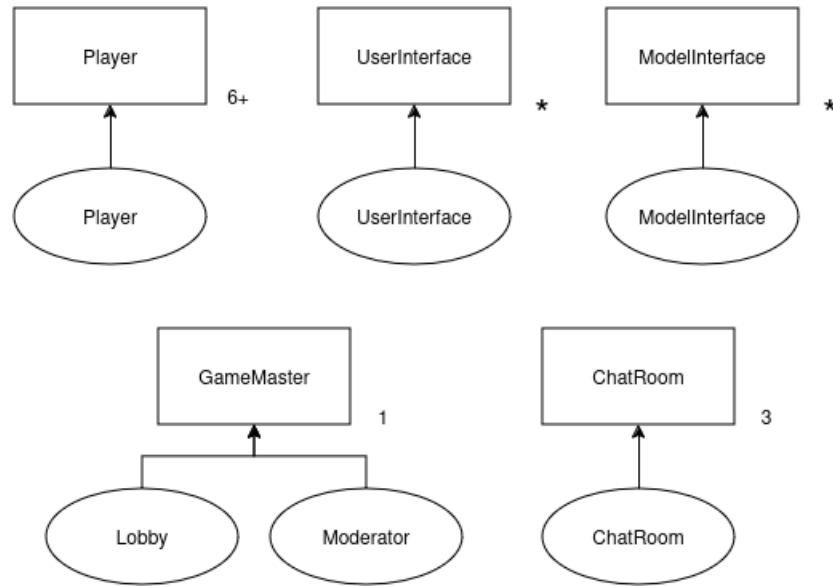 Player
UserInterface
ModelInterface
6+
*
*
Player
UserInterface
ModelInterface
GameMaster
ChatRoom
1
3
Lobby
Moderator
ChatRoom